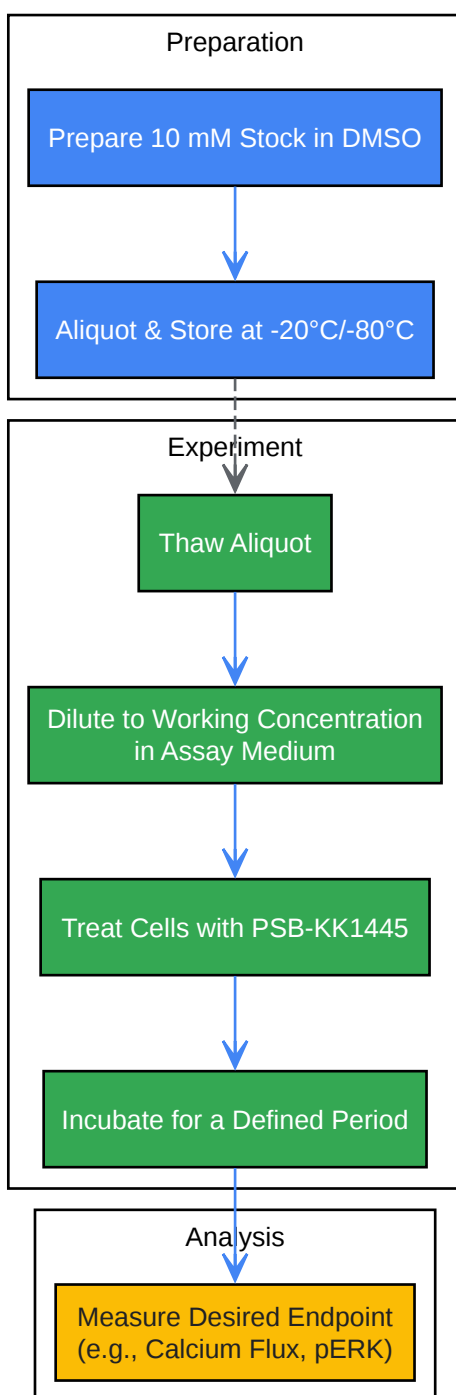 Preparation
Prepare 10 mM Stock in DMSO
Aliquot & Store at -20°C/-80°C
Experiment
Thaw Aliquot
Dilute to Working Concentration
in Assay Medium
Treat Cells with PSB-KK1445
Incubate for a Defined Period
Analysis
Measure Desired Endpoint
(e.g., Calcium Flux, pERK)